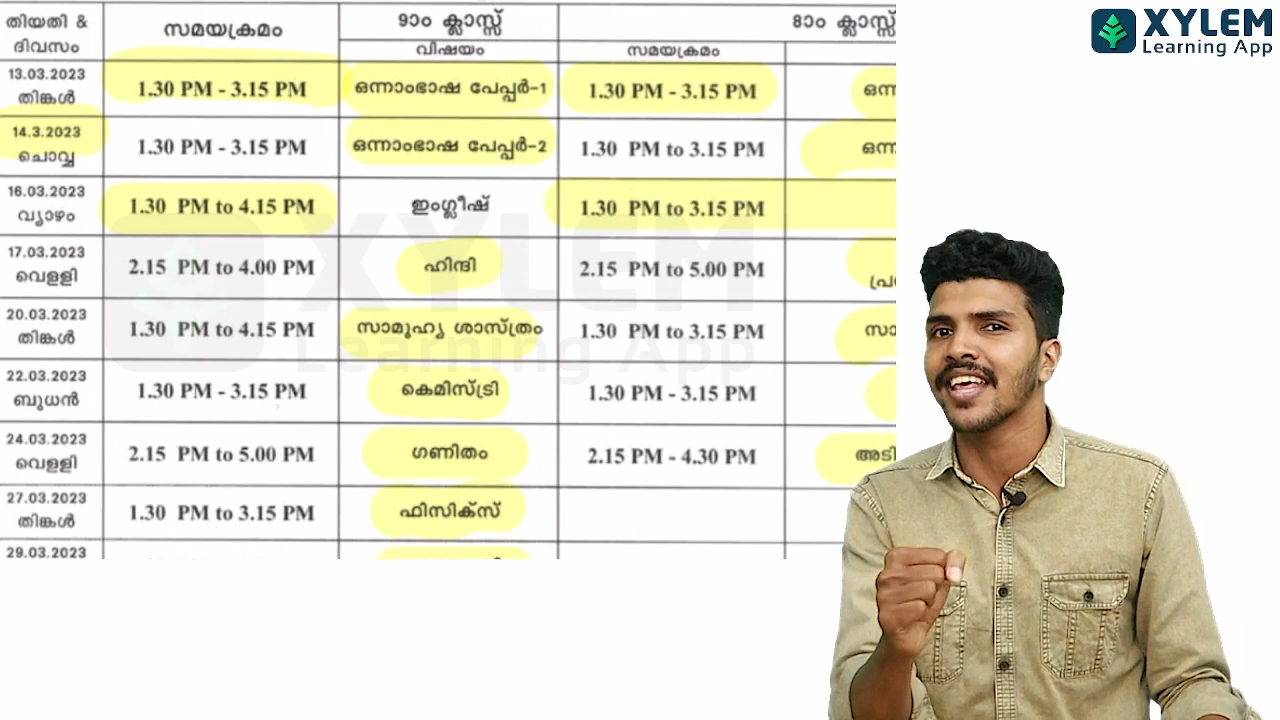 തിയതി &
ദിവസം
സമയക്രമം
9ാം ക്ലാസ്സ്
8ാം ക്ലാസ്സ്
വിഷയം
സമയക്രമം
13.03.2023
തിങ്കൾ
1.30 PM - 3.15 PM
ഒന്നാംഭാഷ പേപ്പർ-1
1.30 PM - 3.15 PM
14.3.2023
ചൊവ്വ
1.30 PM - 3.15 PM
ഒന്നാംഭാഷ പേപ്പർ-2
1.30 PM to 3.15 PM
16.03.2023
വ്യാഴം
1.30 PM to 4.15 PM
ഇംഗ്ലീഷ്
1.30 PM to 3.15 PM
17.03.2023
വെള്ളി
2.15 PM to 4.00 PM
ഹിന്ദി
2.15 PM to 5.00 PM
20.03.2023
തിങ്കൾ
1.30 PM to 4.15 PM
സാമൂഹ്യ ശാസ്ത്രം
1.30 PM to 3.15 PM
22.03.2023
ബുധൻ
1.30 PM - 3.15 PM
കെമിസ്ട്രി
1.30 PM - 3.15 PM
24.03.2023
വെള്ളി
2.15 PM to 5.00 PM
ഗണിതം
2.15 PM - 4.30 PM
27.03.2023
തിങ്കൾ
1.30 PM to 3.15 PM
ഫിസിക്സ്
29.03.2023
XYLEM
Learning App
XYLEM
Learning App